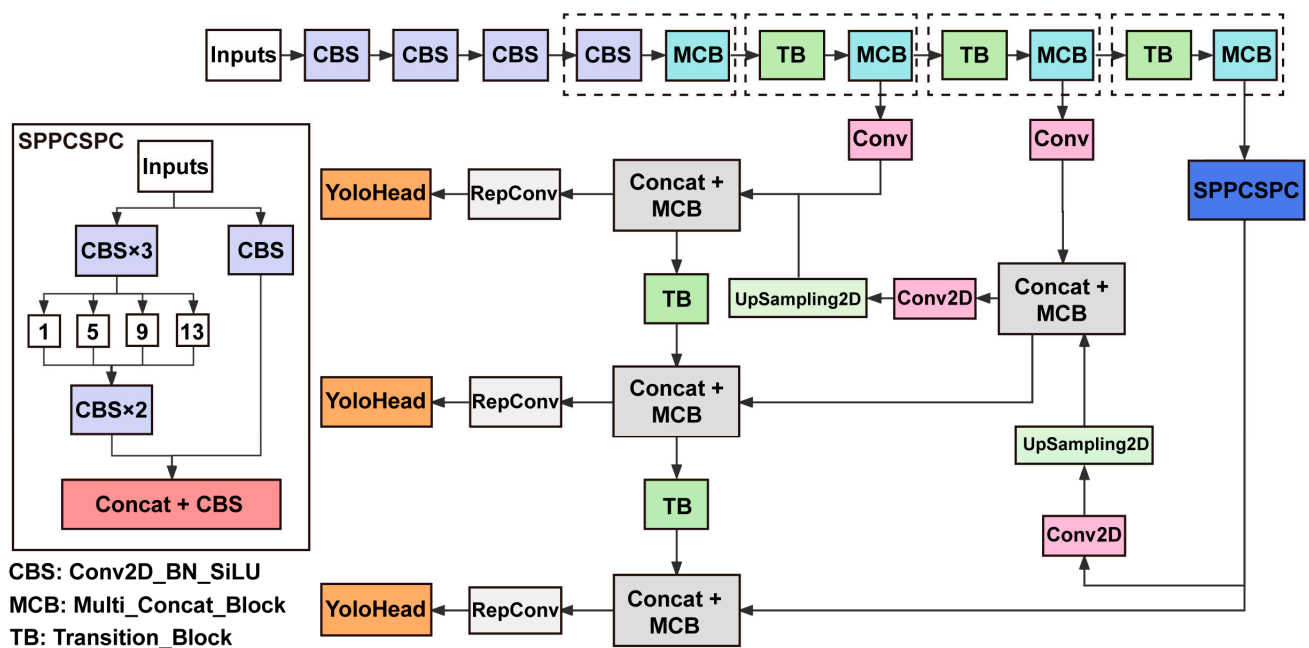 Inputs
CBS
CBS
CBS
CBS
MCB
TB
MCB
TB
MCB
TB
MCB
Conv
Conv
SPPCSPC
YoloHead
RepConv
Concat +
MCB
TB
UpSampling2D
Conv2D
Concat +
MCB
YoloHead
RepConv
Concat +
MCB
UpSampling2D
TB
Conv2D
YoloHead
RepConv
Concat +
MCB
SPPCSPC
Inputs
CBS×3
CBS
1
5
9
13
CBS×2
Concat + CBS
CBS: Conv2D_BN_SiLU
MCB: Multi_Concat_Block
TB: Transition_Block